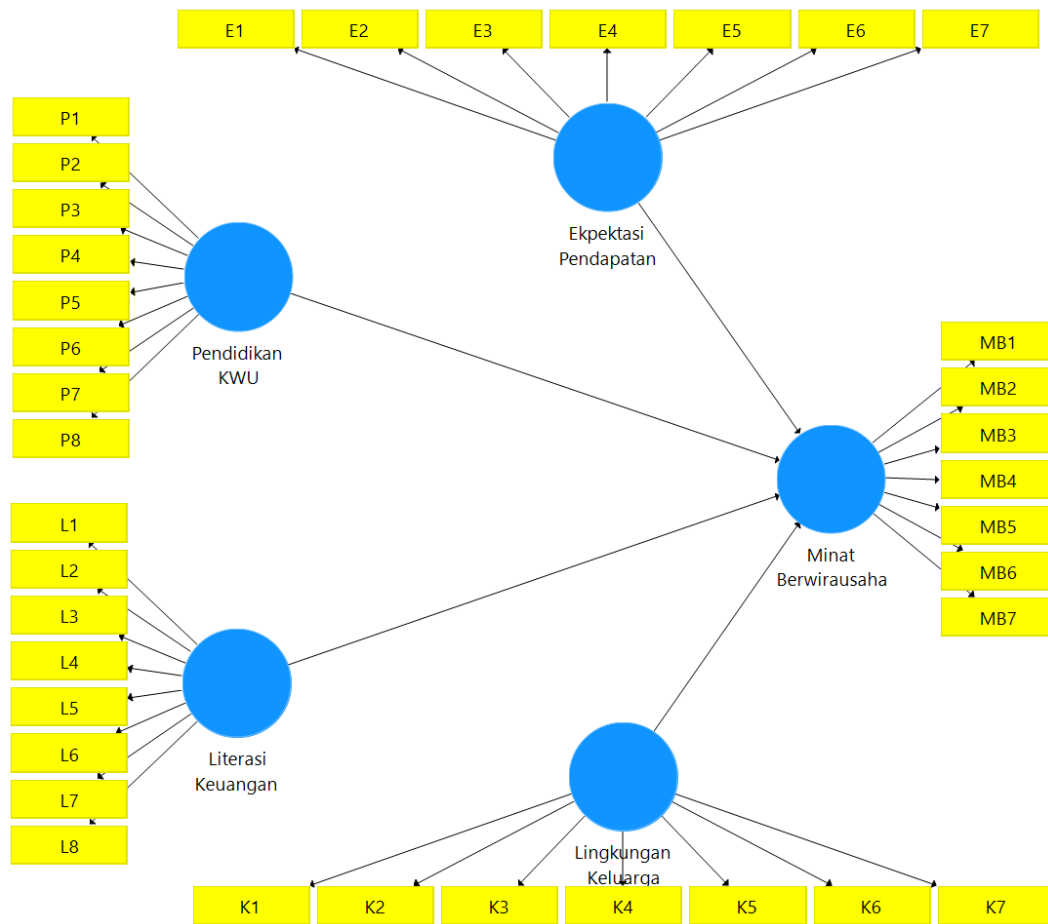 E1
E2
E3
E4
E5
E6
E7
P1
P2
P3
P4
P5
P6
P7
P8
Ekpektasi
Pendapatan
Pendidikan
KWU
MB1
MB2
MB3
MB4
MB5
MB6
MB7
Minat
Berwirausaha
L1
L2
L3
L4
L5
L6
L7
L8
Literasi
Keuangan
Lingkungan
Keluarga
K1
K2
K3
K4
K5
K6
K7